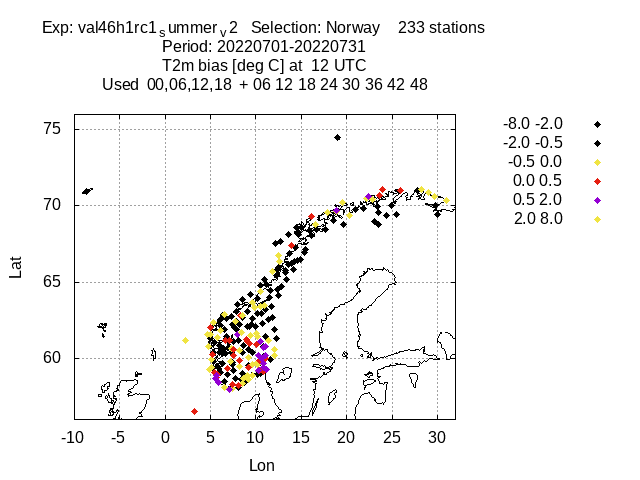 Exp: val46h1rc1summerv2 Selection: Norway 233 stations
Period: 20220701-20220731
T2m bias [deg C] at 12 UTC
Used 00,06,12,18 + 06 12 18 24 30 36 42 48
-8.0 -2.0
-2.0 -0.5
-0.5 0.0
0.0 0.5
0.5 2.0
2.0 8.0
75
70
65
60
Lat
-10 -5 0 5 10 15 20 25 30
Lon